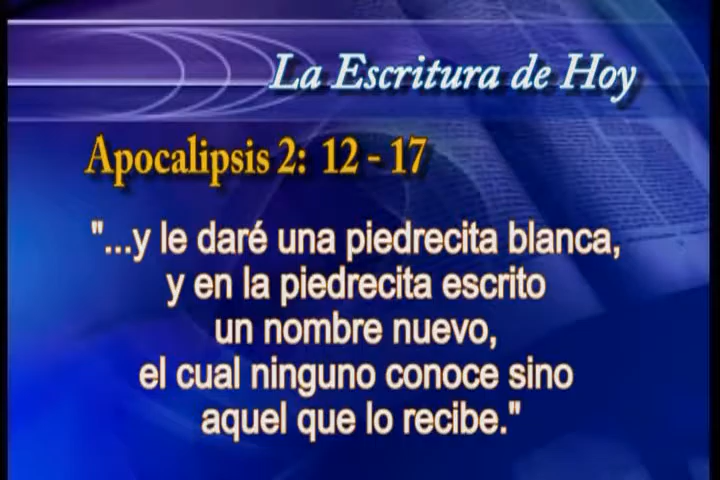 La Escritura de Hoy
Apocalipsis 2: 12 - 17
"...y le daré una piedrecita blanca,
y en la piedrecita escrito
un nombre nuevo,
el cual ninguno conoce sino
aquel que lo recibe."